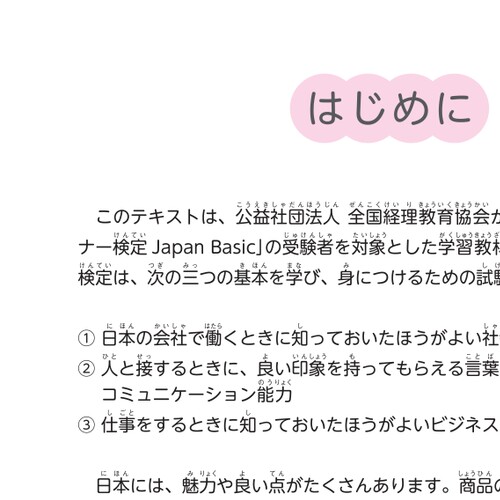 はじめに
このテキストは、公益社団法人 全国経理教育協会が
ナー検定 Japan Basic」の受験者を対象とした学習教
検定は、次の三つの基本を学び、身につけるための試
① 日本の会社で働くときに知っておいたほうがよい社
② 人と接するときに、良い印象を持ってもらえる言葉
コミュニケーション能力
③ 仕事をするときに知っておいたほうがよいビジネス
日本には、魅力や良い点がたくさんあります。商品